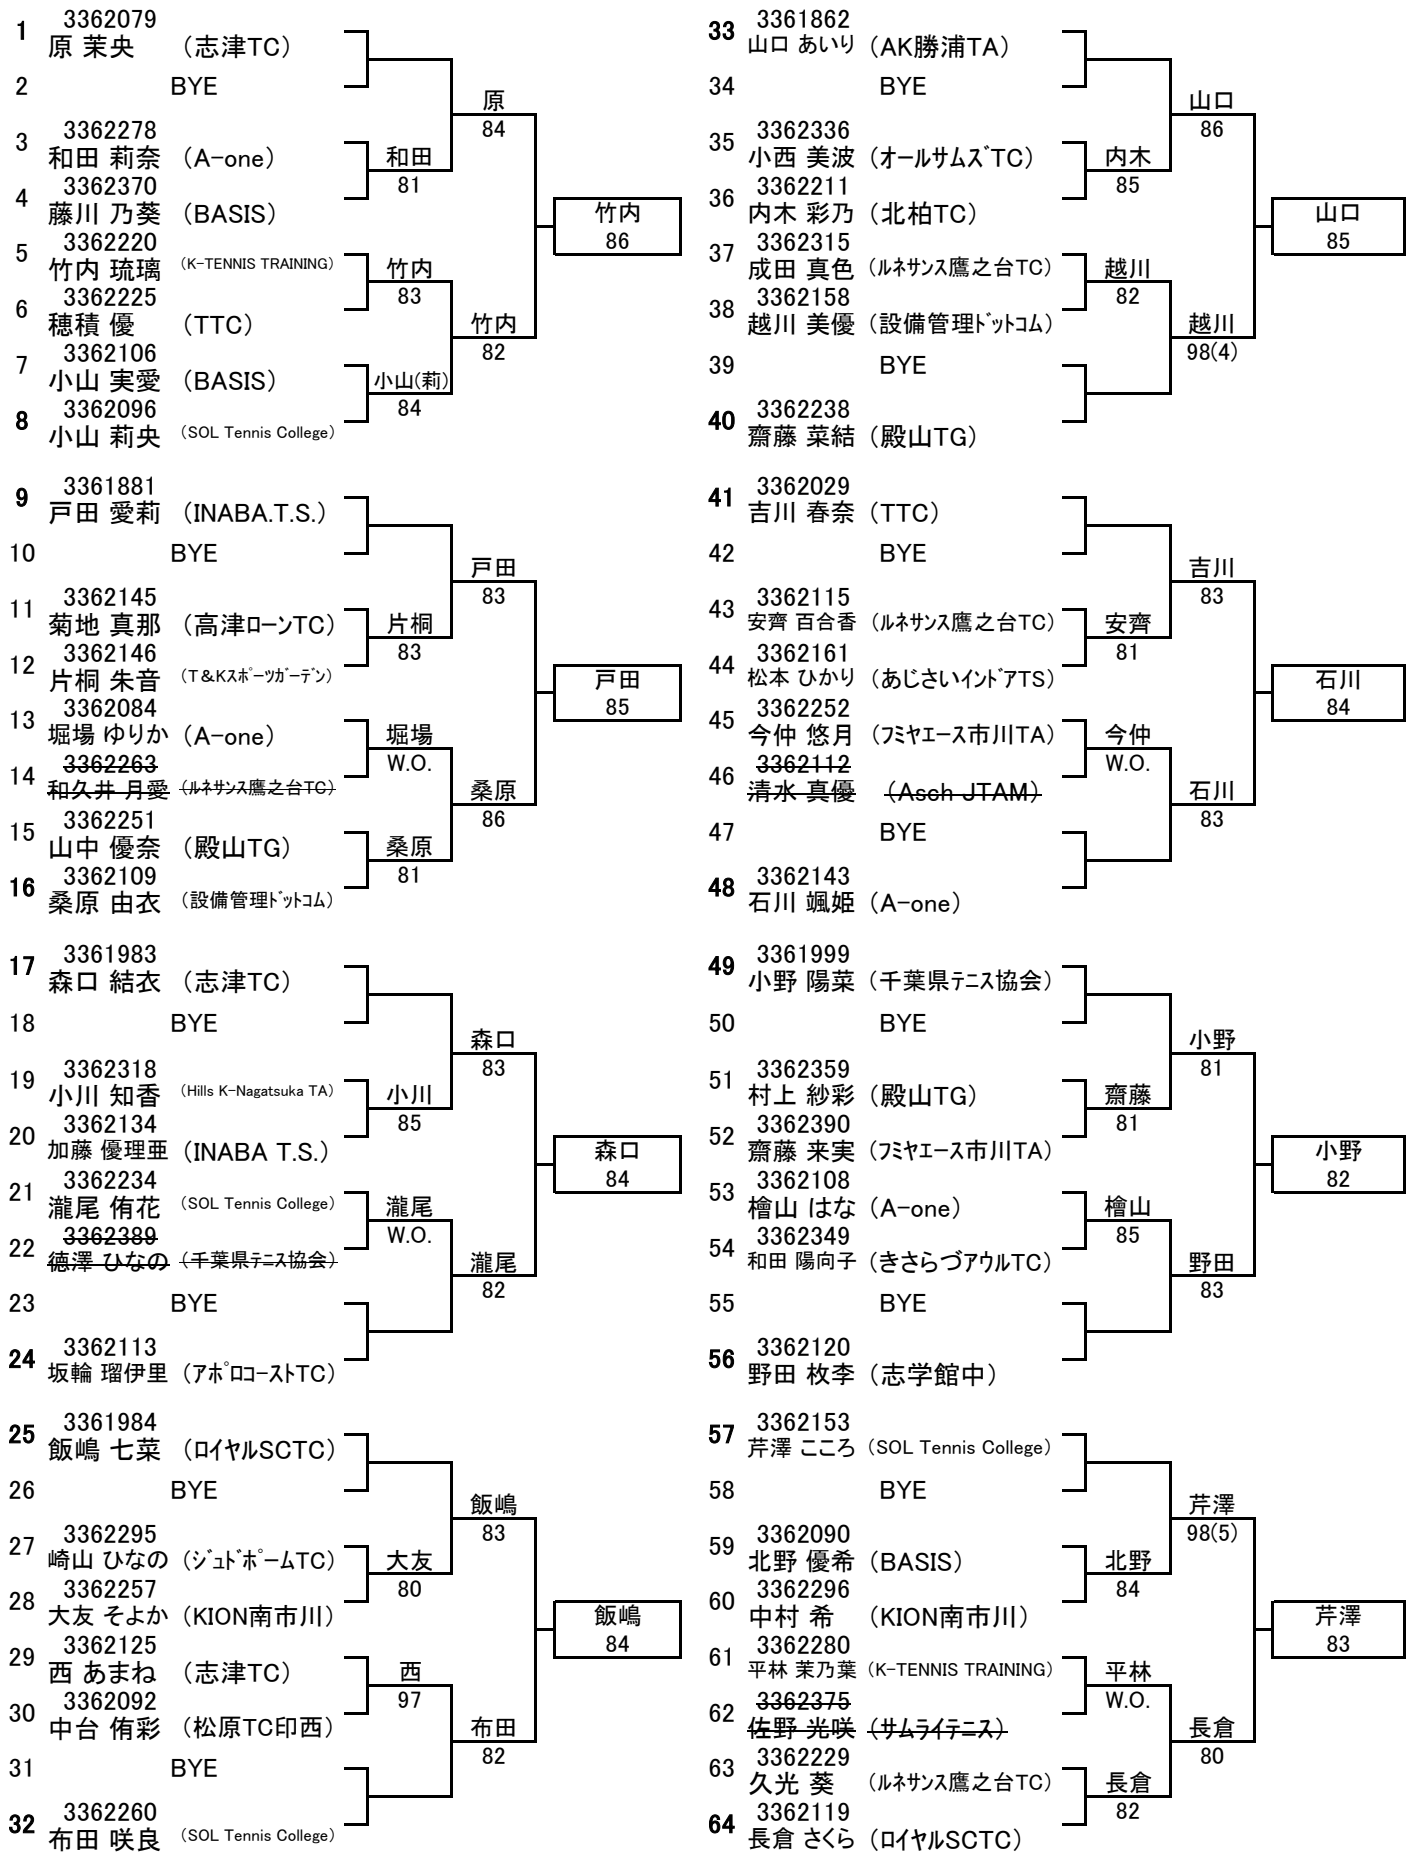 3362079
1 原 茉央 （志津TC）
2 BYE
原
84
3362278
3 和田 莉奈 （A-one）
和田
81
3362370
4 藤川 乃葵 （BASIS）
竹内
86
3362220
5 竹内 琉璃 （K-TENNIS TRAINING）
竹内
83
3362225
6 穂積 優 （TTC）
竹内
82
3362106
7 小山 実愛 （BASIS）
小山(莉)
84
3362096
8 小山 莉央 （SOL Tennis College）
3361881
9 戸田 愛莉 （INABA.T.S.）
10 BYE
戸田
83
3362145
11 菊地 真那 （高津ローンTC）
片桐
83
3362146
12 片桐 朱音 （T＆Kスポーツガーデン）
戸田
85
3362084
13 堀場 ゆりか （A-one）
堀場
W.O.
3362263
14 和久井 月愛 （ルネサンス鷹之台TC）
桑原
86
3362251
15 山中 優奈 （殿山TG）
桑原
81
3362109
16 桑原 由衣 （設備管理ドットコム）
3361983
17 森口 結衣 （志津TC）
18 BYE
森口
83
3362318
19 小川 知香 （Hills K-Nagatsuka TA）
小川
85
3362134
20 加藤 優理亜 （INABA T.S.）
森口
84
3362234
21 瀧尾 侑花 （SOL Tennis College）
瀧尾
W.O.
3362389
22 徳澤 ひなの （千葉県テニス協会）
瀧尾
82
23 BYE
3362113
24 坂輪 瑠伊里 （アポロコーストTC）
3361984
25 飯嶋 七菜 （ロイヤルSCTC）
26 BYE
飯嶋
83
3362295
27 崎山 ひなの （ジュドポームTC）
大友
80
3362257
28 大友 そよか （KION南市川）
飯嶋
84
3362125
29 西 あまね （志津TC）
西
97
3362092
30 中台 侑彩 （松原TC印西）
布田
82
31 BYE
3362260
32 布田 咲良 （SOL Tennis College）
3361862
33 山口 あいり （AK勝浦TA）
34 BYE
山口
86
3362336
35 小西 美波 （オールサムズTC）
内木
85
3362211
36 内木 彩乃 （北柏TC）
山口
85
3362315
37 成田 真色 （ルネサンス鷹之台TC）
越川
82
3362158
38 越川 美優 （設備管理ドットコム）
越川
98(4)
39 BYE
3362238
40 齋藤 菜結 （殿山TG）
3362029
41 吉川 春奈 （TTC）
42 BYE
吉川
83
3362115
43 安齊 百合香 （ルネサンス鷹之台TC）
安齊
81
3362161
44 松本 ひかり （あじさいインドアTS）
石川
84
3362252
45 今仲 悠月 （フミヤエース市川TA）
今仲
W.O.
3362112
46 清水 真優 （Asch JTAM）
石川
83
47 BYE
3362143
48 石川 颯姫 （A-one）
3361999
49 小野 陽菜 （千葉県テニス協会）
50 BYE
小野
81
3362359
51 村上 紗彩 （殿山TG）
齋藤
81
3362390
52 齋藤 来実 （フミヤエース市川TA）
小野
82
3362108
53 檜山 はな （A-one）
檜山
85
3362349
54 和田 陽向子 （きさらづアウルTC）
野田
83
55 BYE
3362120
56 野田 枚李 （志学館中）
3362153
57 芹澤 こころ （SOL Tennis College）
58 BYE
芹澤
98(5)
3362090
59 北野 優希 （BASIS）
北野
84
3362296
60 中村 希 （KION南市川）
芹澤
83
3362280
61 平林 茉乃葉 （K-TENNIS TRAINING）
平林
W.O.
3362375
62 佐野 光咲 （サムライテニス）
長倉
80
3362229
63 久光 葵 （ルネサンス鷹之台TC）
長倉
82
3362119
64 長倉 さくら （ロイヤルSCTC）